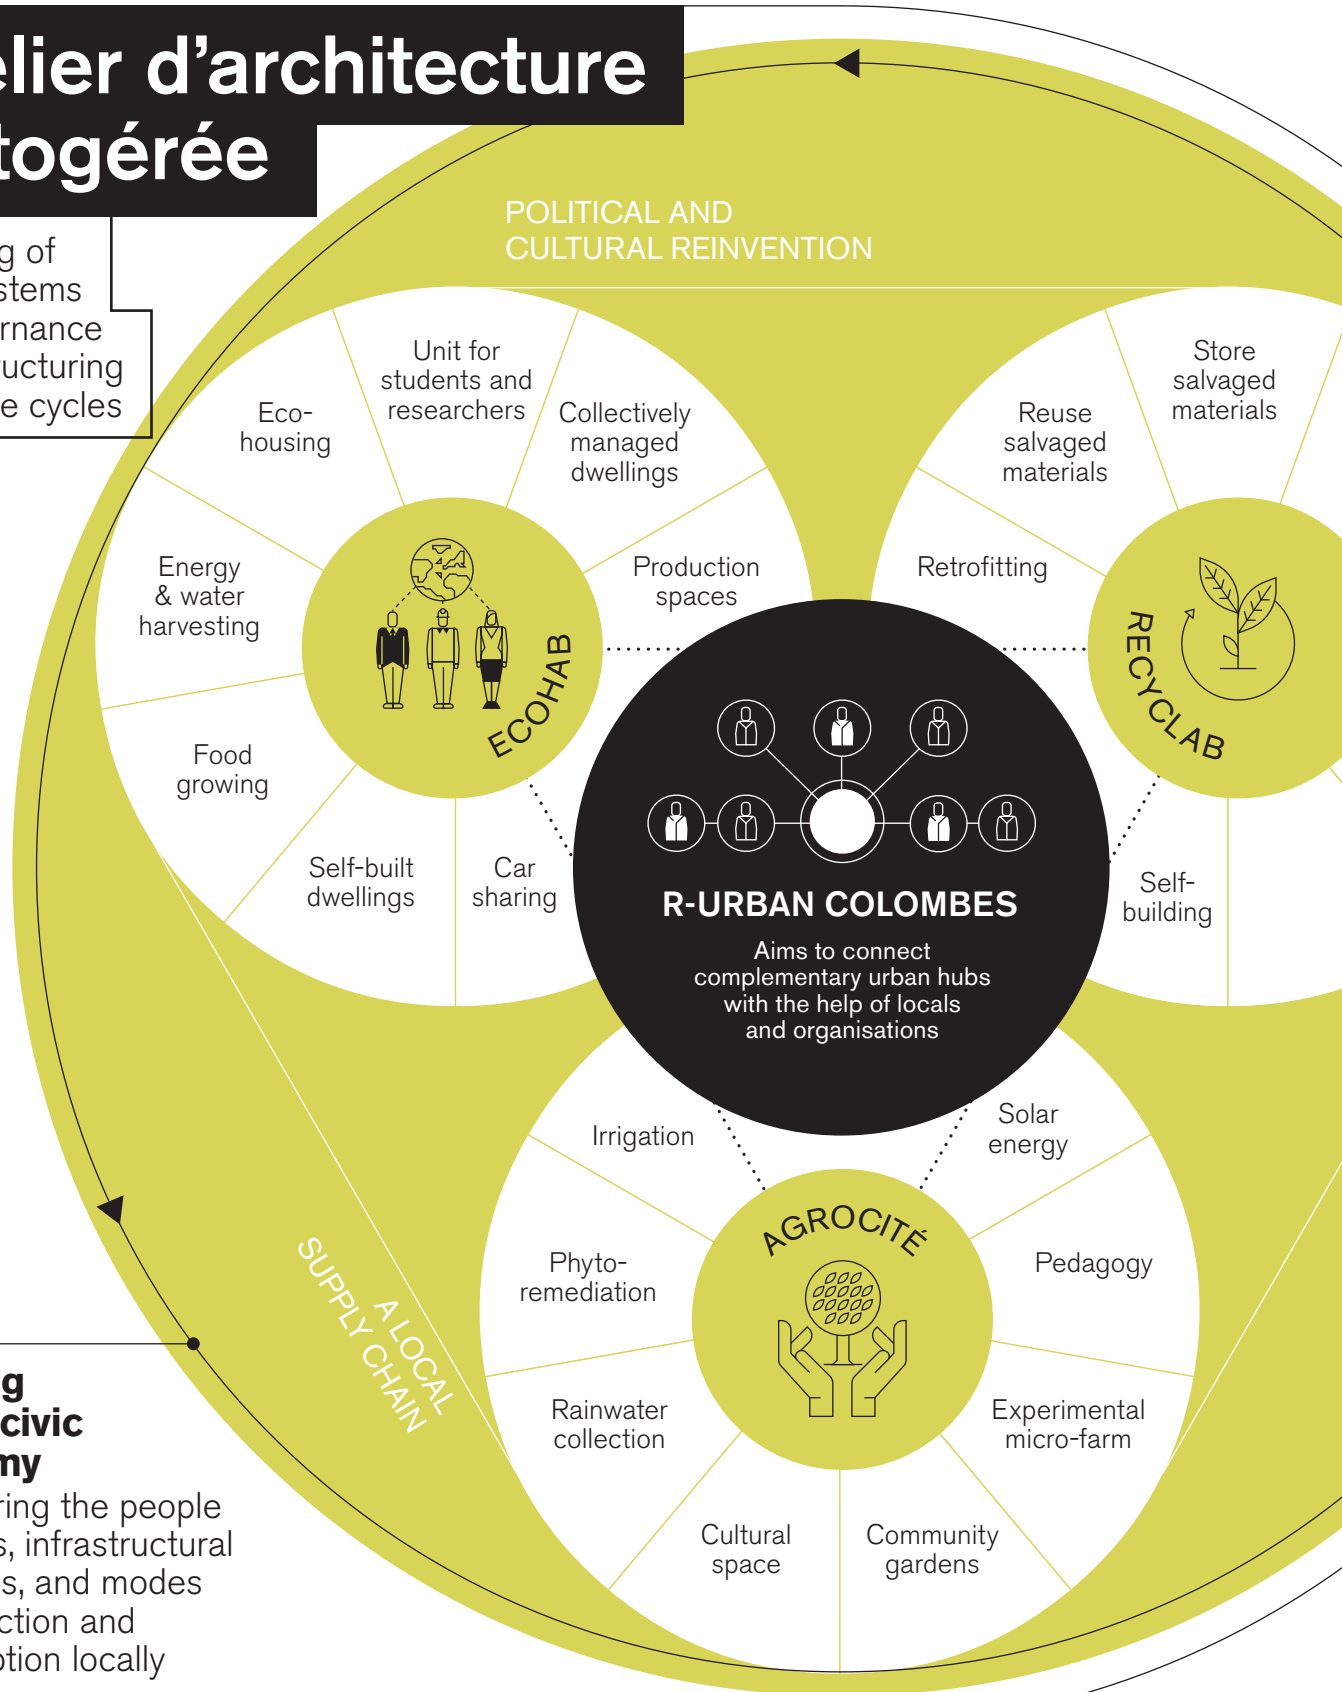 elier d'architecture
togérée
g of
stems
rnance
ructuring
e cycles
POLITICAL AND
CULTURAL REINVENTION
Unit for
students and
researchers
Eco-
housing
Collectively
managed
dwellings
Energy
& water
harvesting
Production
spaces
ECOHAB
Food
growing
Self-built
dwellings
Car
sharing
Store
salvaged
materials
Reuse
salvaged
materials
Retrofitting
RECYCLAB
Self-
building
R-URBAN COLOMBES
Aims to connect
complementary urban hubs
with the help of locals
and organisations
Irrigation
Solar
energy
AGROCITÉ
Phyto-
remediation
Pedagogy
Rainwater
collection
Experimental
micro-farm
Cultural
space
Community
gardens
A LOCAL
SUPPLY CHAIN
g
civic
my
ring the people
s, infrastructural
s, and modes
ction and
ption locally